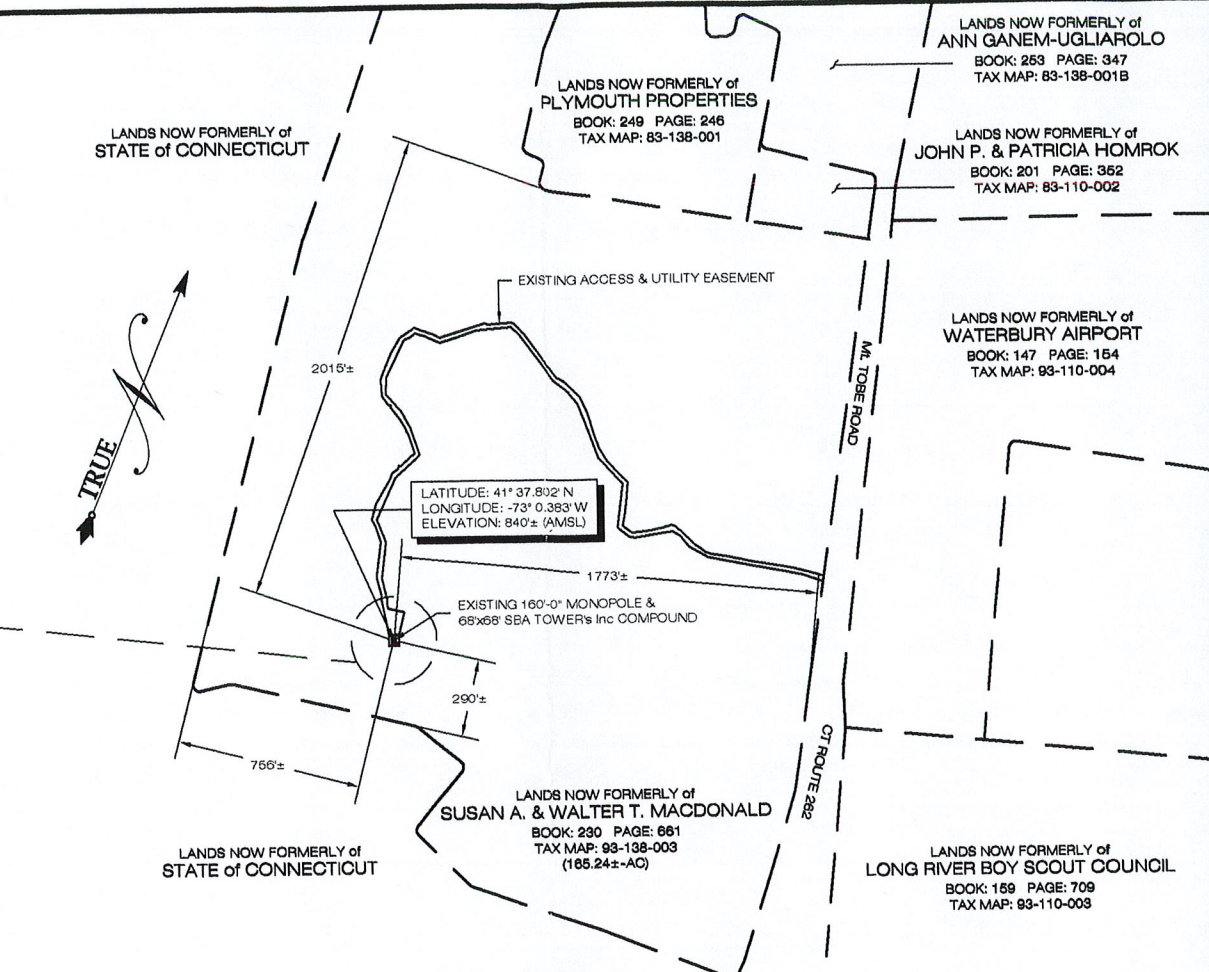 LANDS NOW FORMERLY of
ANN GANEM-UGLIAROLO
BOOK: 253 PAGE: 347
TAX MAP: 83-138-001B
LANDS NOW FORMERLY of
PLYMOUTH PROPERTIES
BOOK: 249 PAGE: 246
TAX MAP: 83-138-001
LANDS NOW FORMERLY of
STATE of CONNECTICUT
LANDS NOW FORMERLY of
JOHN P. & PATRICIA HOMROK
BOOK: 201 PAGE: 352
TAX MAP: 83-110-002
EXISTING ACCESS & UTILITY EASEMENT
LANDS NOW FORMERLY of
WATERBURY AIRPORT
BOOK: 147 PAGE: 154
TAX MAP: 93-110-004
2015'±
Mt. TOBE ROAD
N
TRUE
LATITUDE: 41° 37.802' N
LONGITUDE: -73° 0.383' W
ELEVATION: 840'± (AMSL)
1773'±
EXISTING 160'-0" MONOPOLE &
68'x68' SBA TOWER's Inc COMPOUND
290'±
756'±
CT ROUTE 262
LANDS NOW FORMERLY of
SUSAN A. & WALTER T. MACDONALD
BOOK: 230 PAGE: 661
TAX MAP: 93-138-003
(165.24±-AC)
LANDS NOW FORMERLY of
STATE of CONNECTICUT
LANDS NOW FORMERLY of
LONG RIVER BOY SCOUT COUNCIL
BOOK: 159 PAGE: 709
TAX MAP: 93-110-003